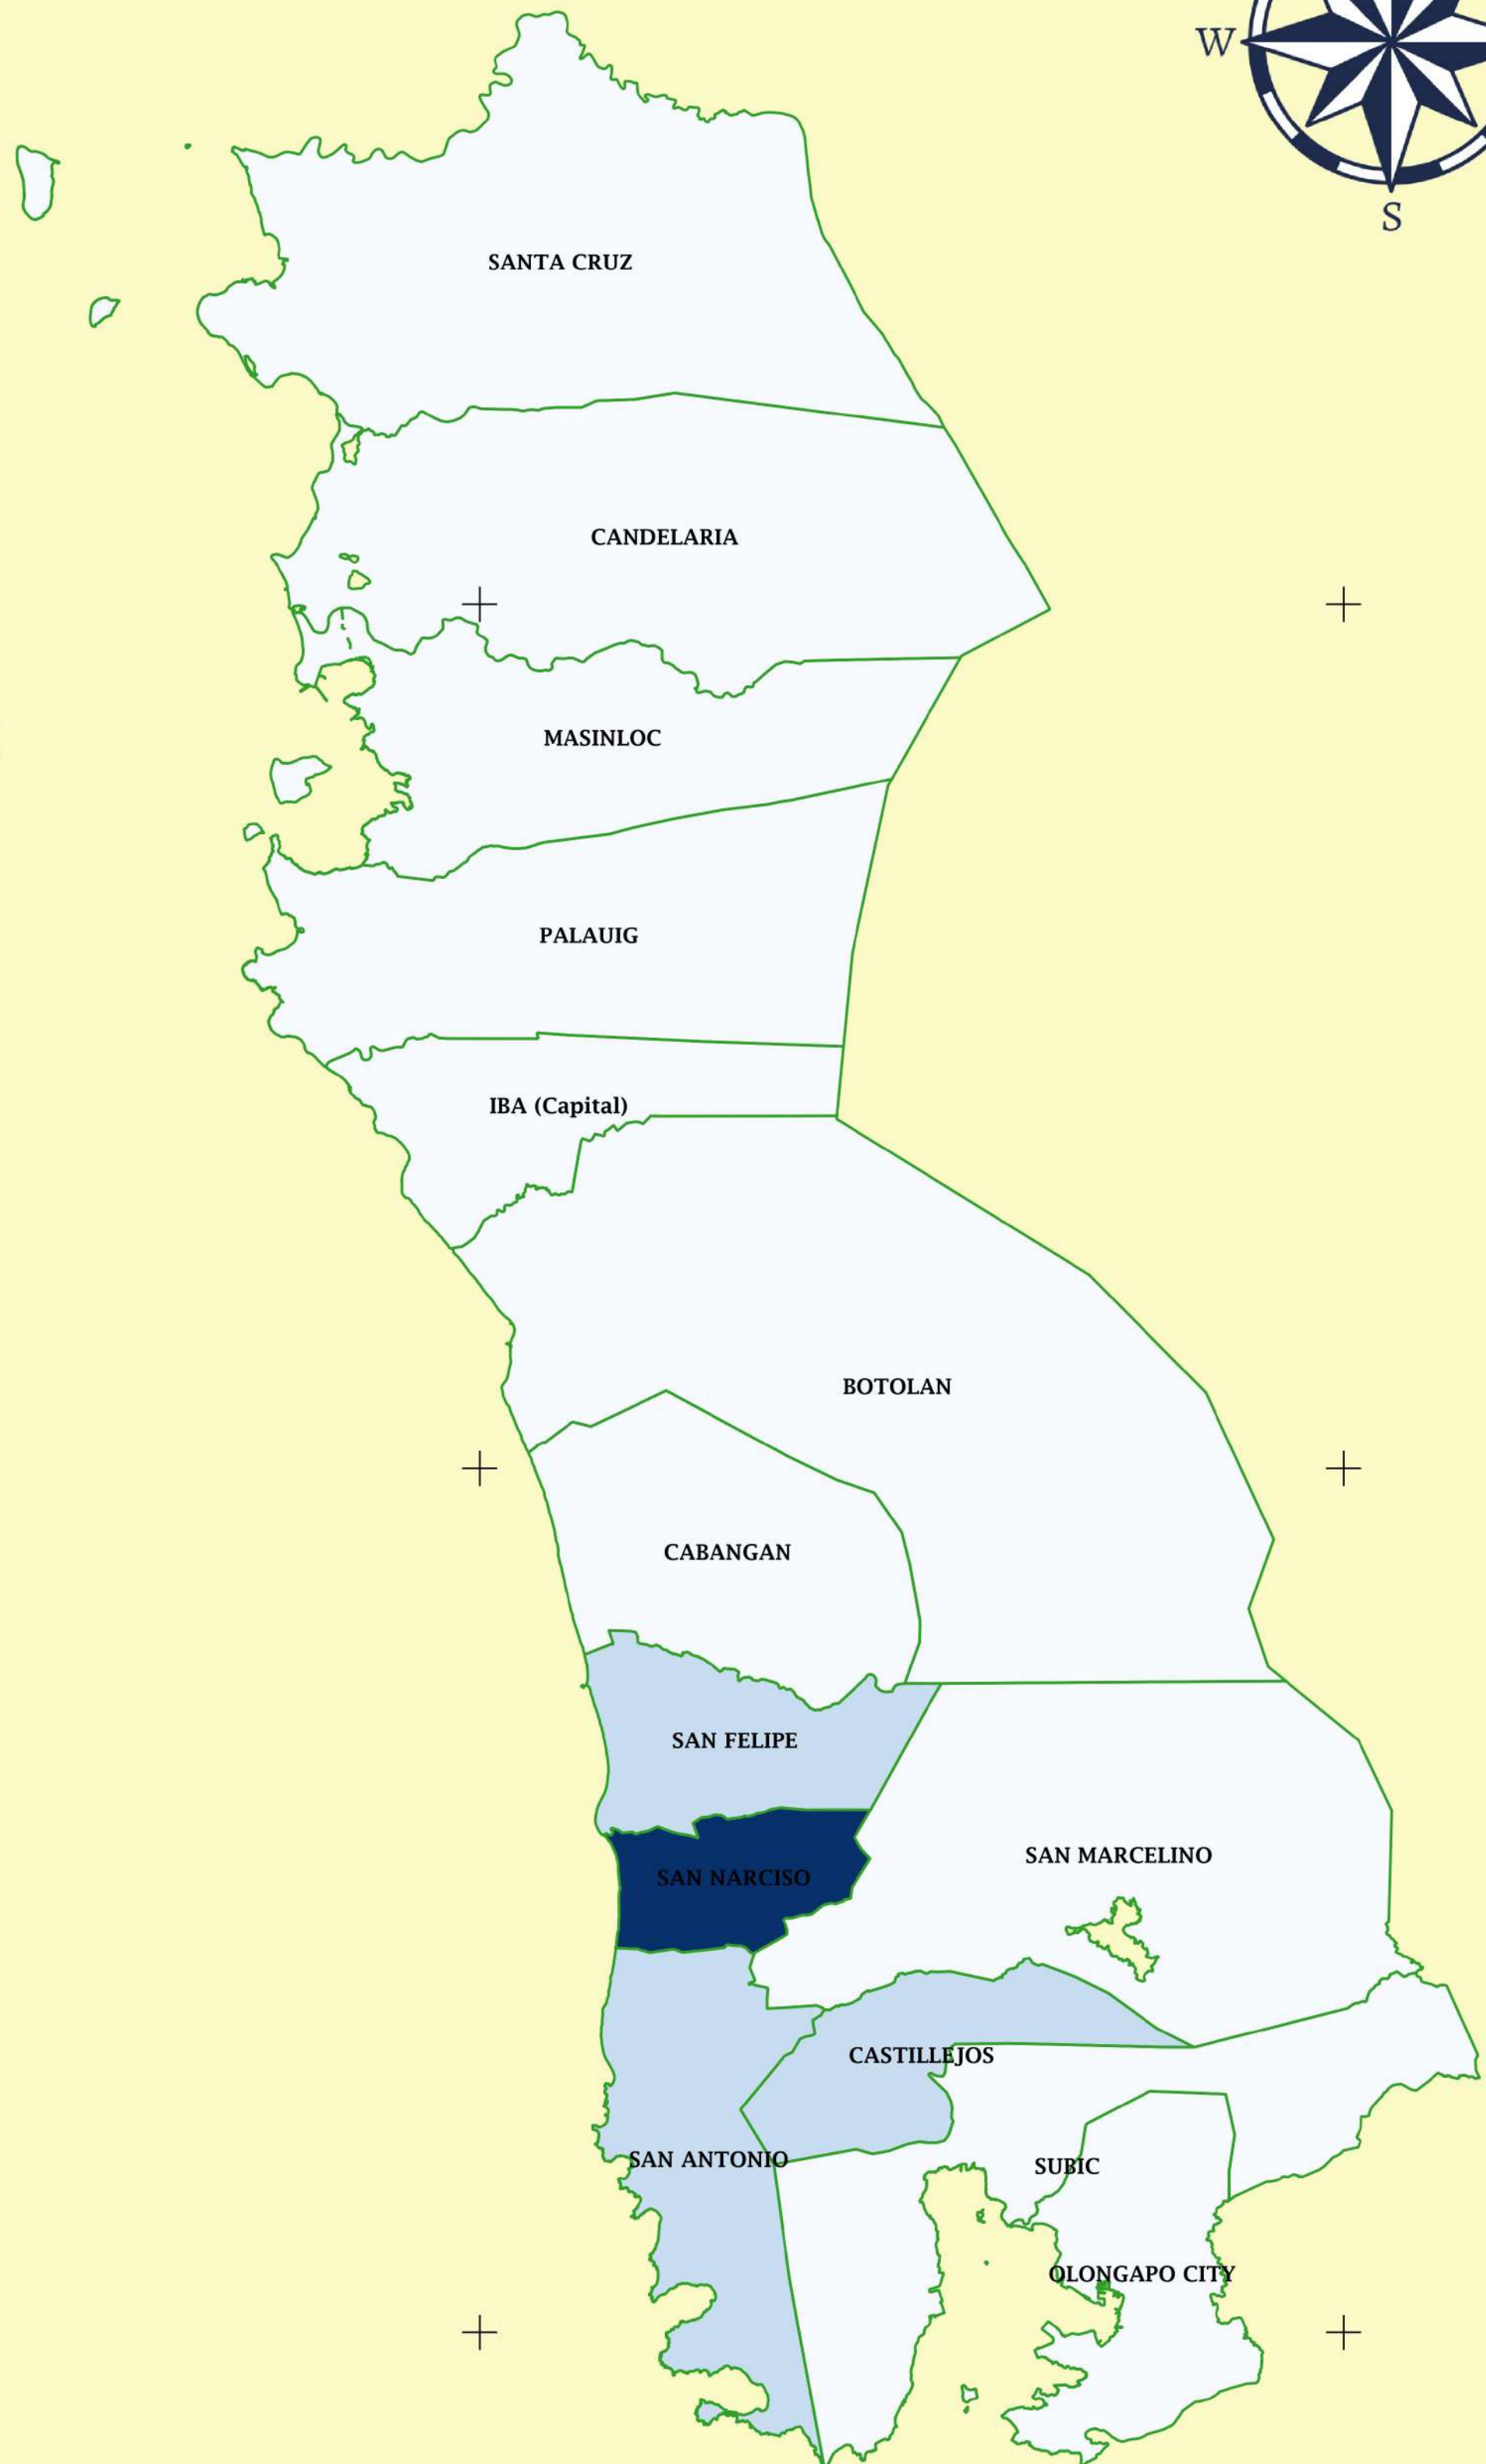 W
S
SANTA CRUZ
CANDELARIA
MASINLOC
PALAUIG
IBA (Capital)
BOTOLAN
CABANGAN
SAN FELIPE
SAN MARCELINO
SAN NARCISO
CASTILLEJOS
SAN ANTONIO
SUBIC
OLONGAPO CITY